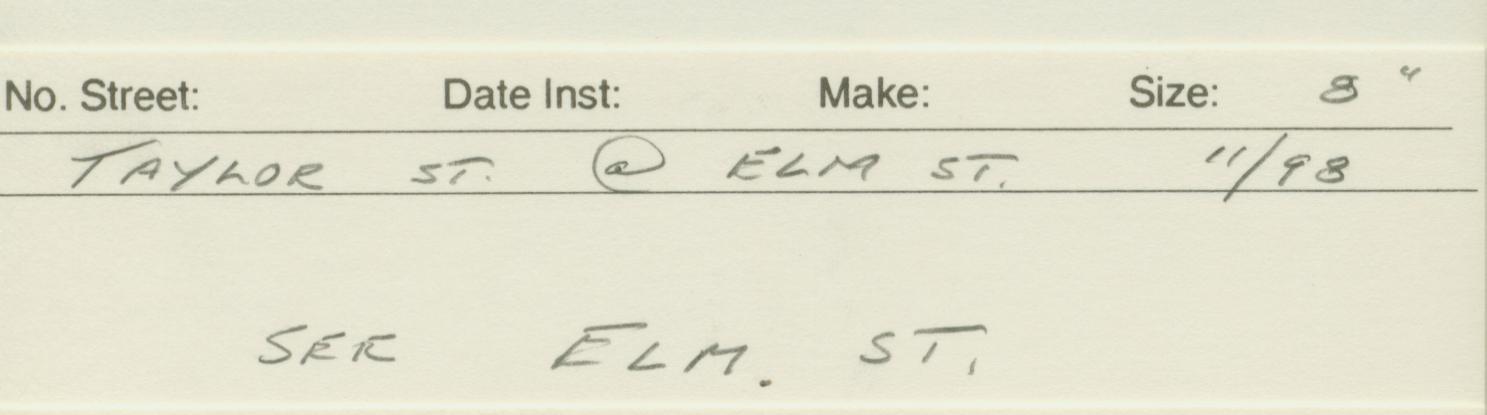 No. Street: Date Inst: Make: Size: 8"
TAYLOR ST. @ ELM ST. 11/98
SEE ELM. ST.